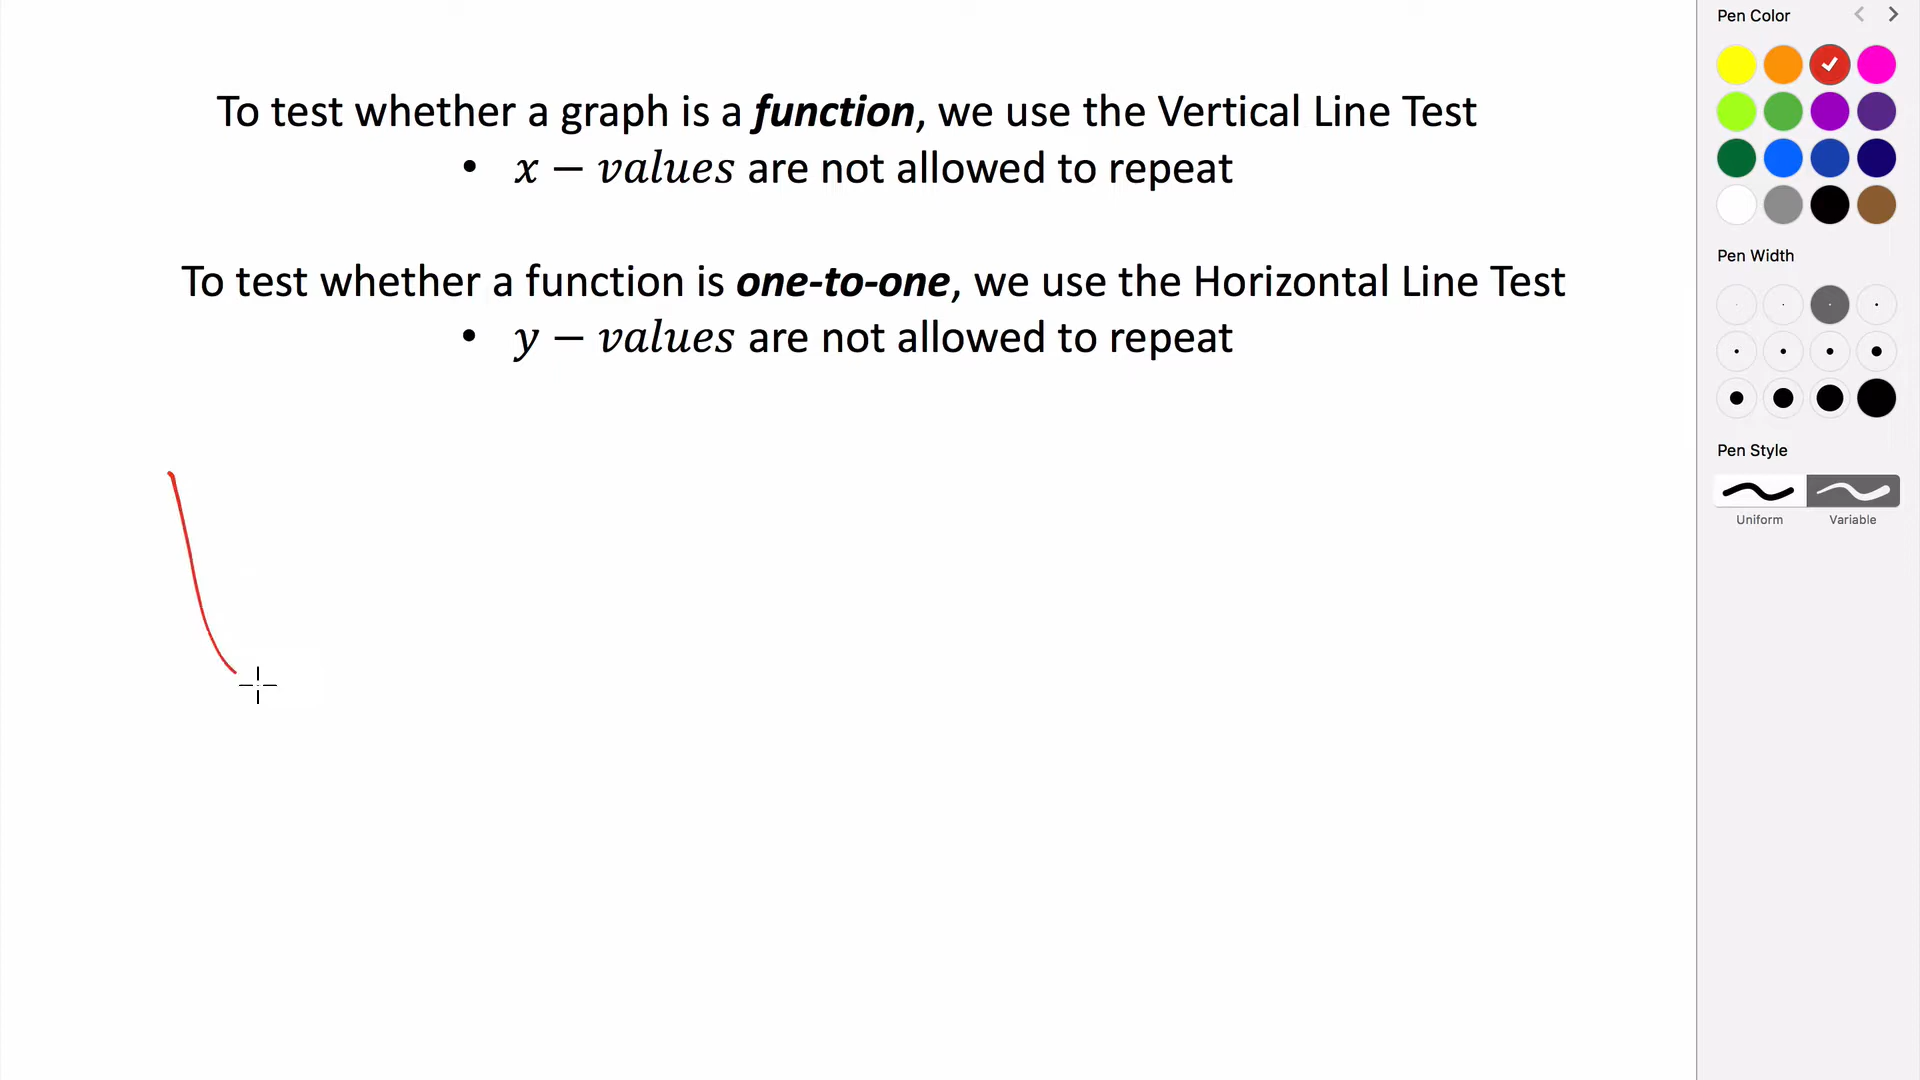 Pen Color
To test whether a graph is a function, we use the Vertical Line Test
• x − values are not allowed to repeat
To test whether a function is one-to-one, we use the Horizontal Line Test
• y − values are not allowed to repeat
Pen Width
Pen Style
Uniform
Variable